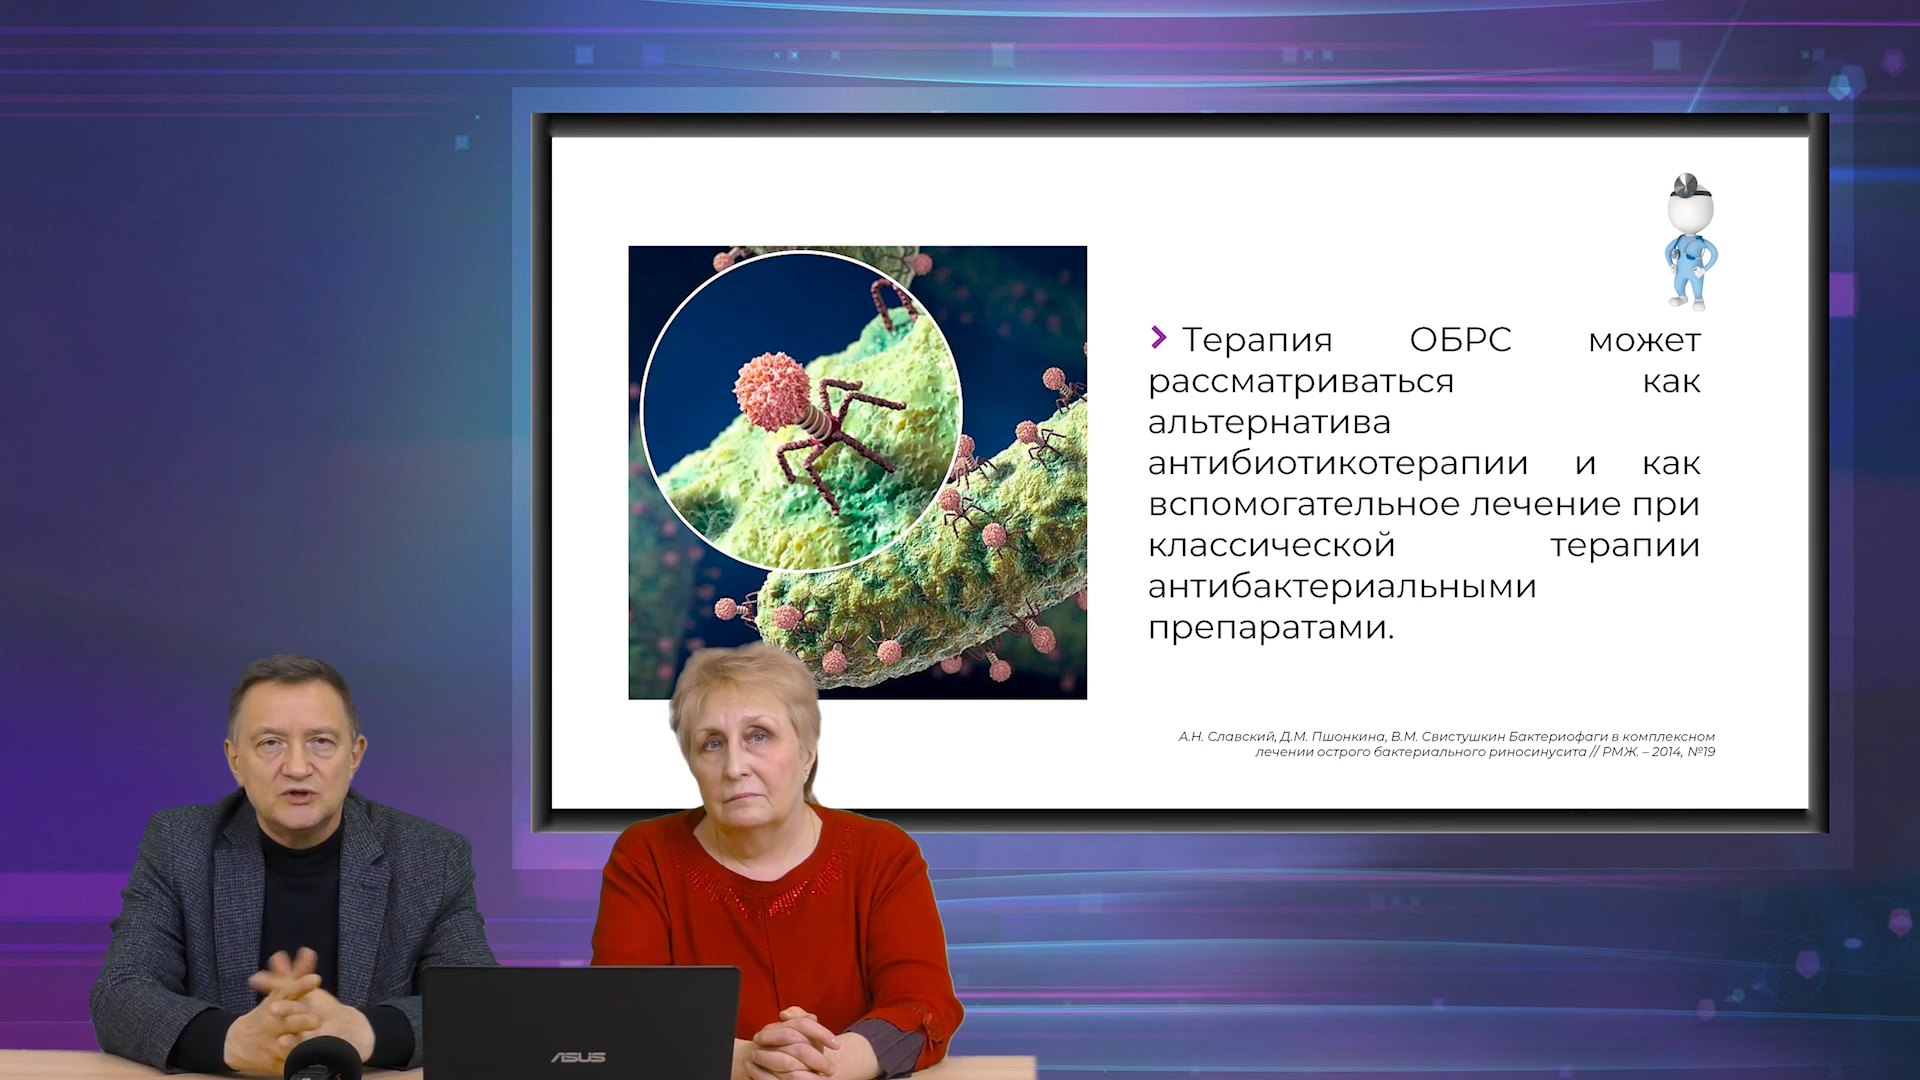 Терапия ОБРС может
рассматриваться как
альтернатива
антибиотикотерапии и как
вспомогательное лечение при
классической терапии
антибактериальными
препаратами.
А.Н. Славский, Д.М. Пшонкина, В.М. Свистушкин Бактериофаги в комплексном
лечении острого бактериального риносинусита // РМЖ. – 2014, №19
ASUS